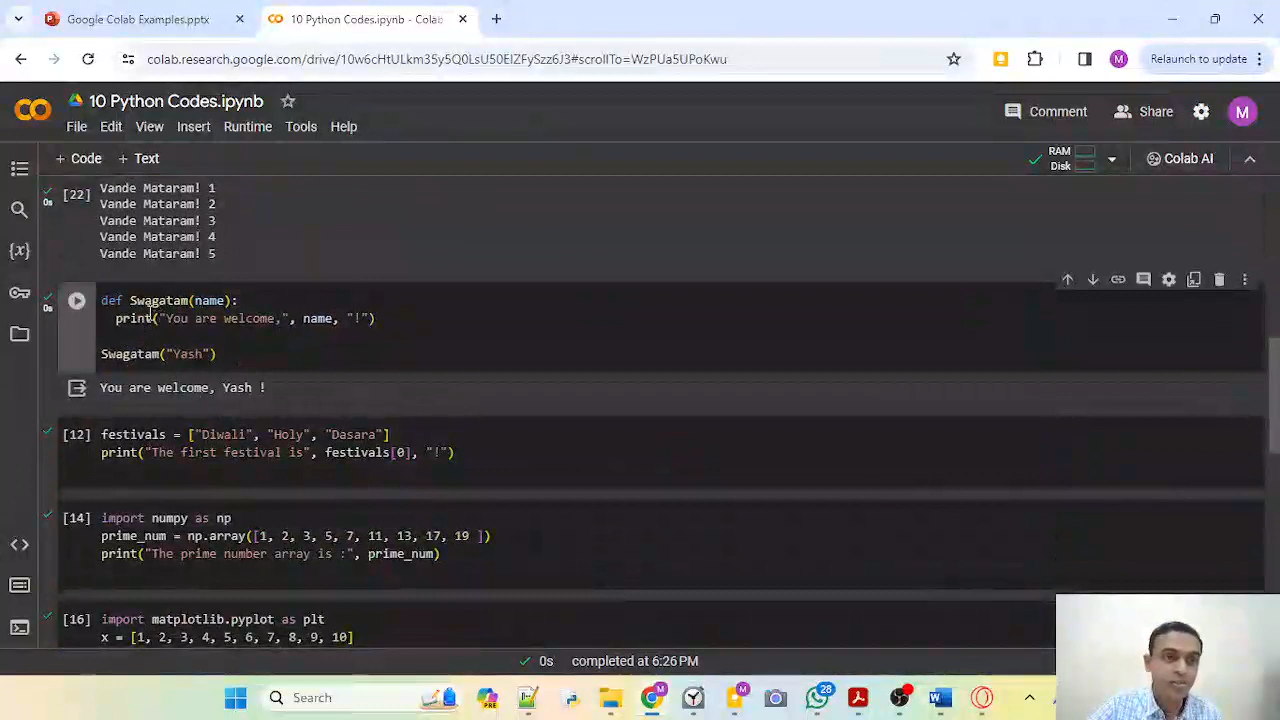 Google Colab Examples.pptx
10 Python Codes.ipynb - Colab
colab.research.google.com/drive/10w6cHtULkm35y5Q0LsU50EIZFySzz6J3#scrollTo=WzPUa5UPoKwu
M
Relaunch to update
10 Python Codes.ipynb
Comment
Share
M
File Edit View Insert Runtime Tools Help
+ Code + Text
RAM
Disk
Colab AI
[22]
Vande Mataram! 1
Vande Mataram! 2
Vande Mataram! 3
Vande Mataram! 4
Vande Mataram! 5
0s
def Swagatam(name):
print("You are welcome,", name, "!")
Swagatam("Yash")
0s
You are welcome, Yash !
[12] festivals = ["Diwali", "Holy", "Dasara"]
print("The first festival is", festivals[0], "!")
[14] import numpy as np
prime_num = np.array([1, 2, 3, 5, 7, 11, 13, 17, 19 ])
print("The prime number array is :", prime_num)
[16] import matplotlib.pyplot as plt
x = [1, 2, 3, 4, 5, 6, 7, 8, 9, 10]
0s completed at 6:26 PM
Search
PRE
M
M
28